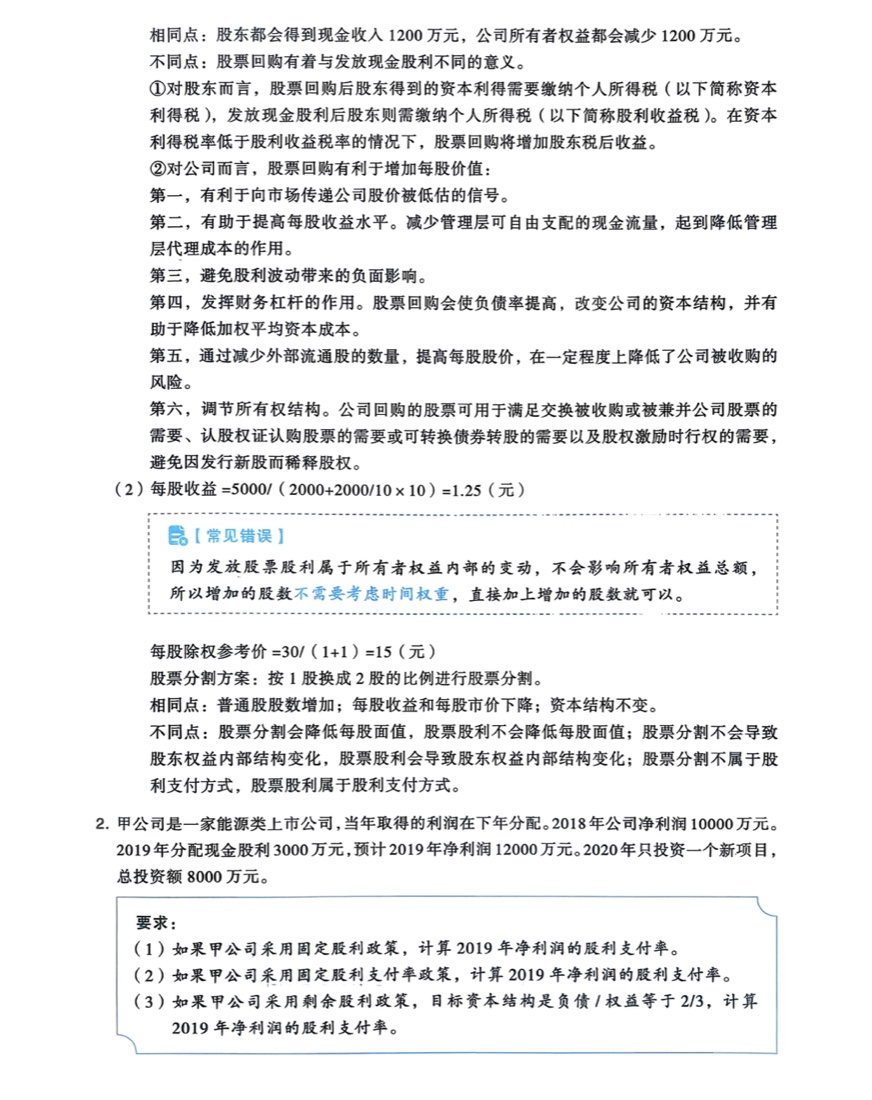 相同点：股东都会得到现金收入 1200 万元，公司所有者权益都会减少 1200 万元。
不同点：股票回购有着与发放现金股利不同的意义。
①对股东而言，股票回购后股东得到的资本利得需要缴纳个人所得税（以下简称资本
利得税），发放现金股利后股东则需缴纳个人所得税（以下简称股利收益税）。在资本
利得税率低于股利收益税率的情况下，股票回购将增加股东税后收益。
②对公司而言，股票回购有利于增加每股价值：
第一，有利于向市场传递公司股价被低估的信号。
第二，有助于提高每股收益水平。减少管理层可自由支配的现金流量，起到降低管理
层代理成本的作用。
第三，避免股利波动带来的负面影响。
第四，发挥财务杠杆的作用。股票回购会使负债率提高，改变公司的资本结构，并有
助于降低加权平均资本成本。
第五，通过减少外部流通股的数量，提高每股股价，在一定程度上降低了公司被收购的
风险。
第六，调节所有权结构。公司回购的股票可用于满足交换被收购或被兼并公司股票的
需要、认股权证认购股票的需要或可转换债券转股的需要以及股权激励时行权的需要，
避免因发行新股而稀释股权。
（2）每股收益 =5000/（2000+2000/10×10）=1.25（元）
【常见错误】
因为发放股票股利属于所有者权益内部的变动，不会影响所有者权益总额，
所以增加的股数不需要考虑时间权重，直接加上增加的股数就可以。
每股除权参考价 =30/（1+1）=15（元）
股票分割方案：按 1 股换成 2 股的比例进行股票分割。
相同点：普通股股数增加；每股收益和每股市价下降；资本结构不变。
不同点：股票分割会降低每股面值，股票股利不会降低每股面值；股票分割不会导致
股东权益内部结构变化，股票股利会导致股东权益内部结构变化；股票分割不属于股
利支付方式，股票股利属于股利支付方式。
2. 甲公司是一家能源类上市公司，当年取得的利润在下年分配。2018 年公司净利润 10000 万元。
2019 年分配现金股利 3000 万元，预计 2019 年净利润 12000 万元。2020 年只投资一个新项目，
总投资额 8000 万元。
要求：
（1）如果甲公司采用固定股利政策，计算 2019 年净利润的股利支付率。
（2）如果甲公司采用固定股利支付率政策，计算 2019 年净利润的股利支付率。
（3）如果甲公司采用剩余股利政策，目标资本结构是负债 / 权益等于 2/3，计算
2019 年净利润的股利支付率。